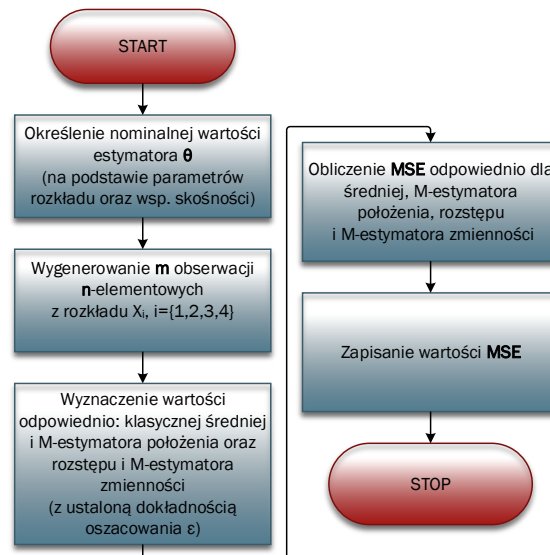 START
Określenie nominalnej wartości
estymatora θ
(na podstawie parametrów
rozkładu oraz wsp. skośności)
Wygenerowanie m obserwacji
n-elementowych
z rozkładu Xᵢ, i={1,2,3,4}
Wyznaczenie wartości
odpowiednio: klasycznej średniej
i M-estymatora położenia oraz
rozstępu i M-estymatora
zmienności
(z ustaloną dokładnością
oszacowania ε)
Obliczenie MSE odpowiednio dla
średniej, M-estymatora
położenia, rozstępu
i M-estymatora zmienności
Zapisanie wartości MSE
STOP